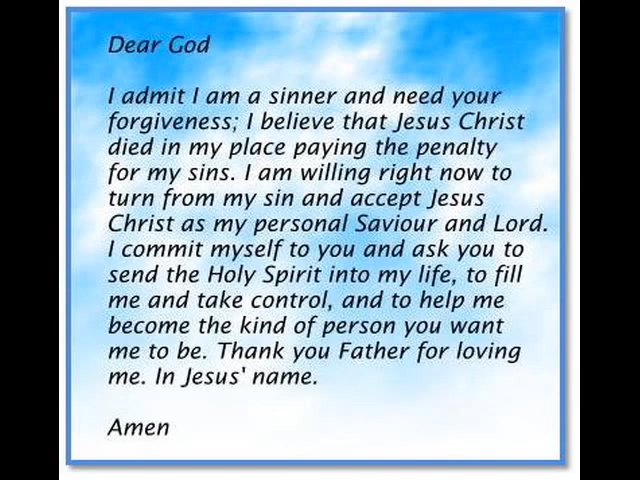 Dear God
I admit I am a sinner and need your
forgiveness; I believe that Jesus Christ
died in my place paying the penalty
for my sins. I am willing right now to
turn from my sin and accept Jesus
Christ as my personal Saviour and Lord.
I commit myself to you and ask you to
send the Holy Spirit into my life, to fill
me and take control, and to help me
become the kind of person you want
me to be. Thank you Father for loving
me. In Jesus' name.
Amen